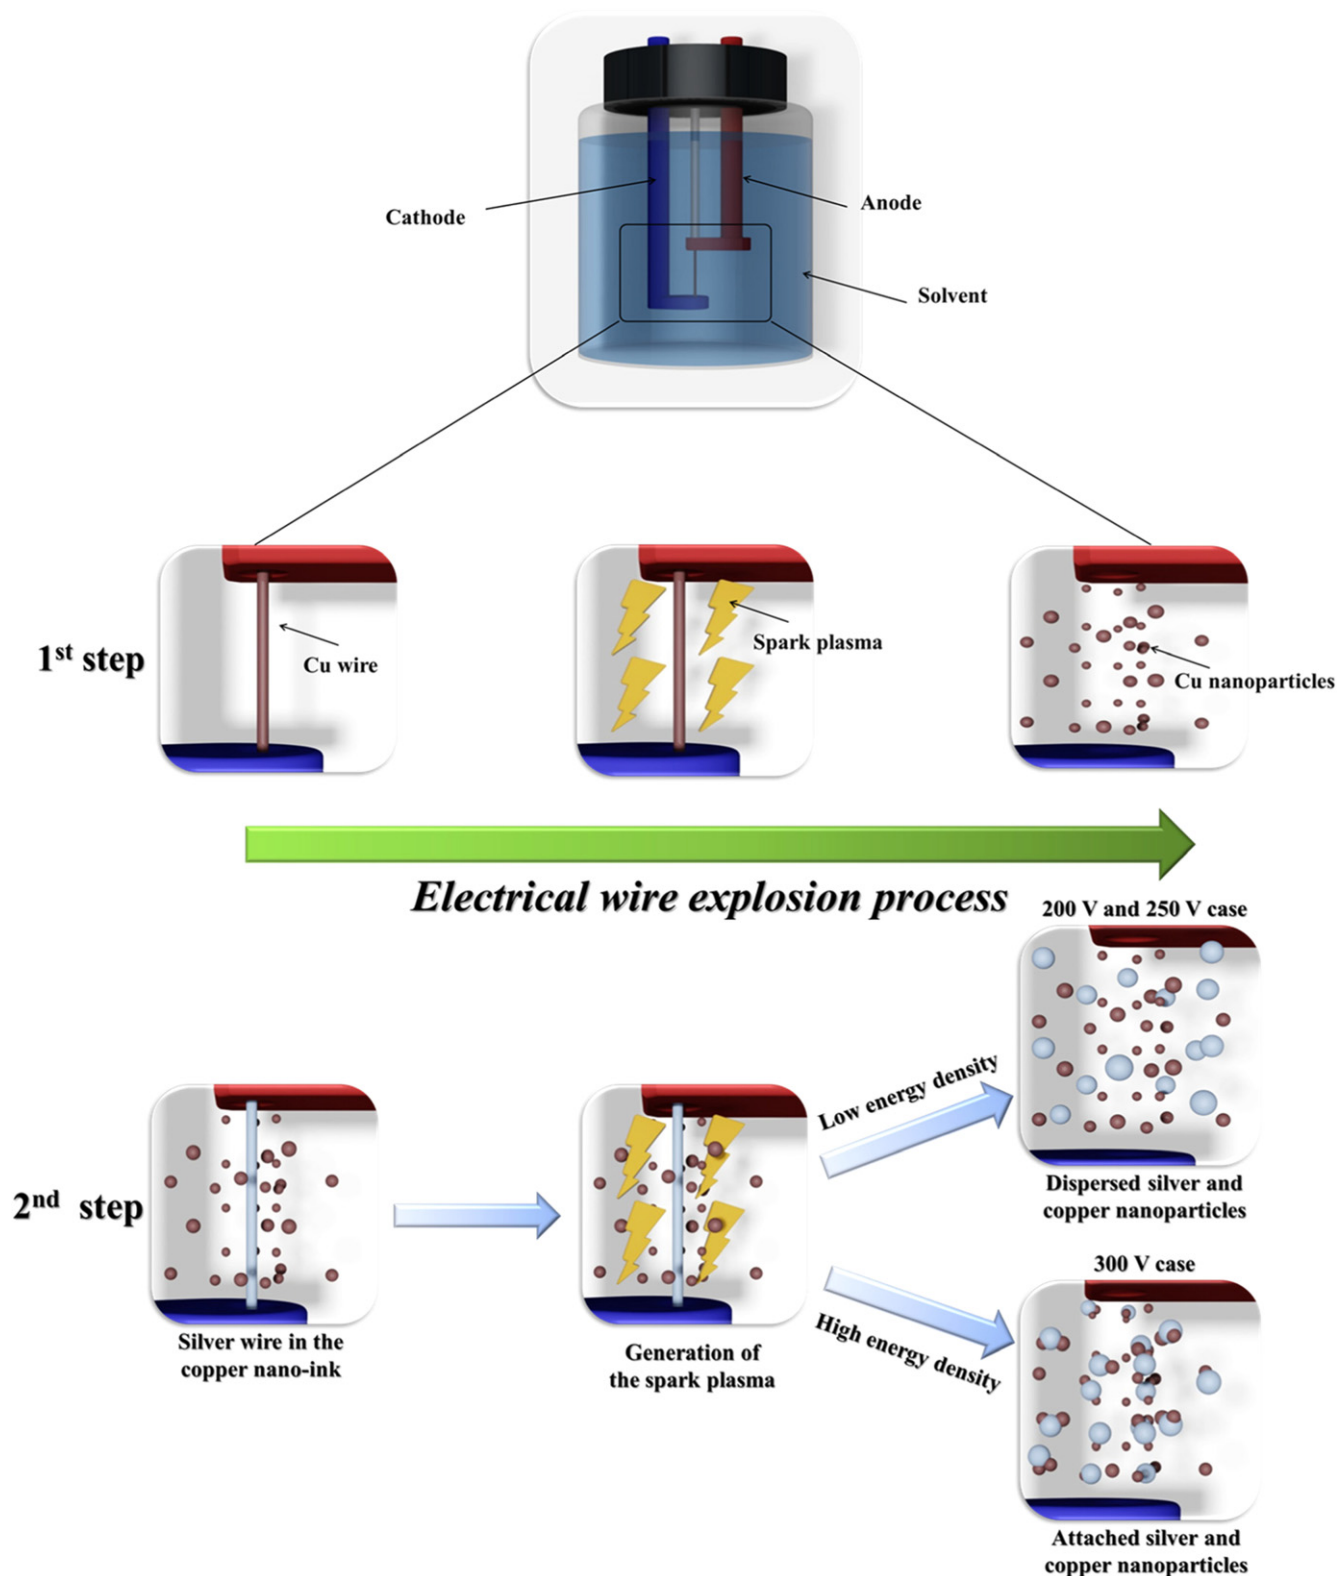 Cathode
Anode
Solvent
1st step
Cu wire
Spark plasma
Cu nanoparticles
Electrical wire explosion process
200 V and 250 V case
Low energy density
Dispersed silver and
copper nanoparticles
2nd step
Silver wire in the
copper nano-ink
Generation of
the spark plasma
300 V case
High energy density
Attached silver and
copper nanoparticles